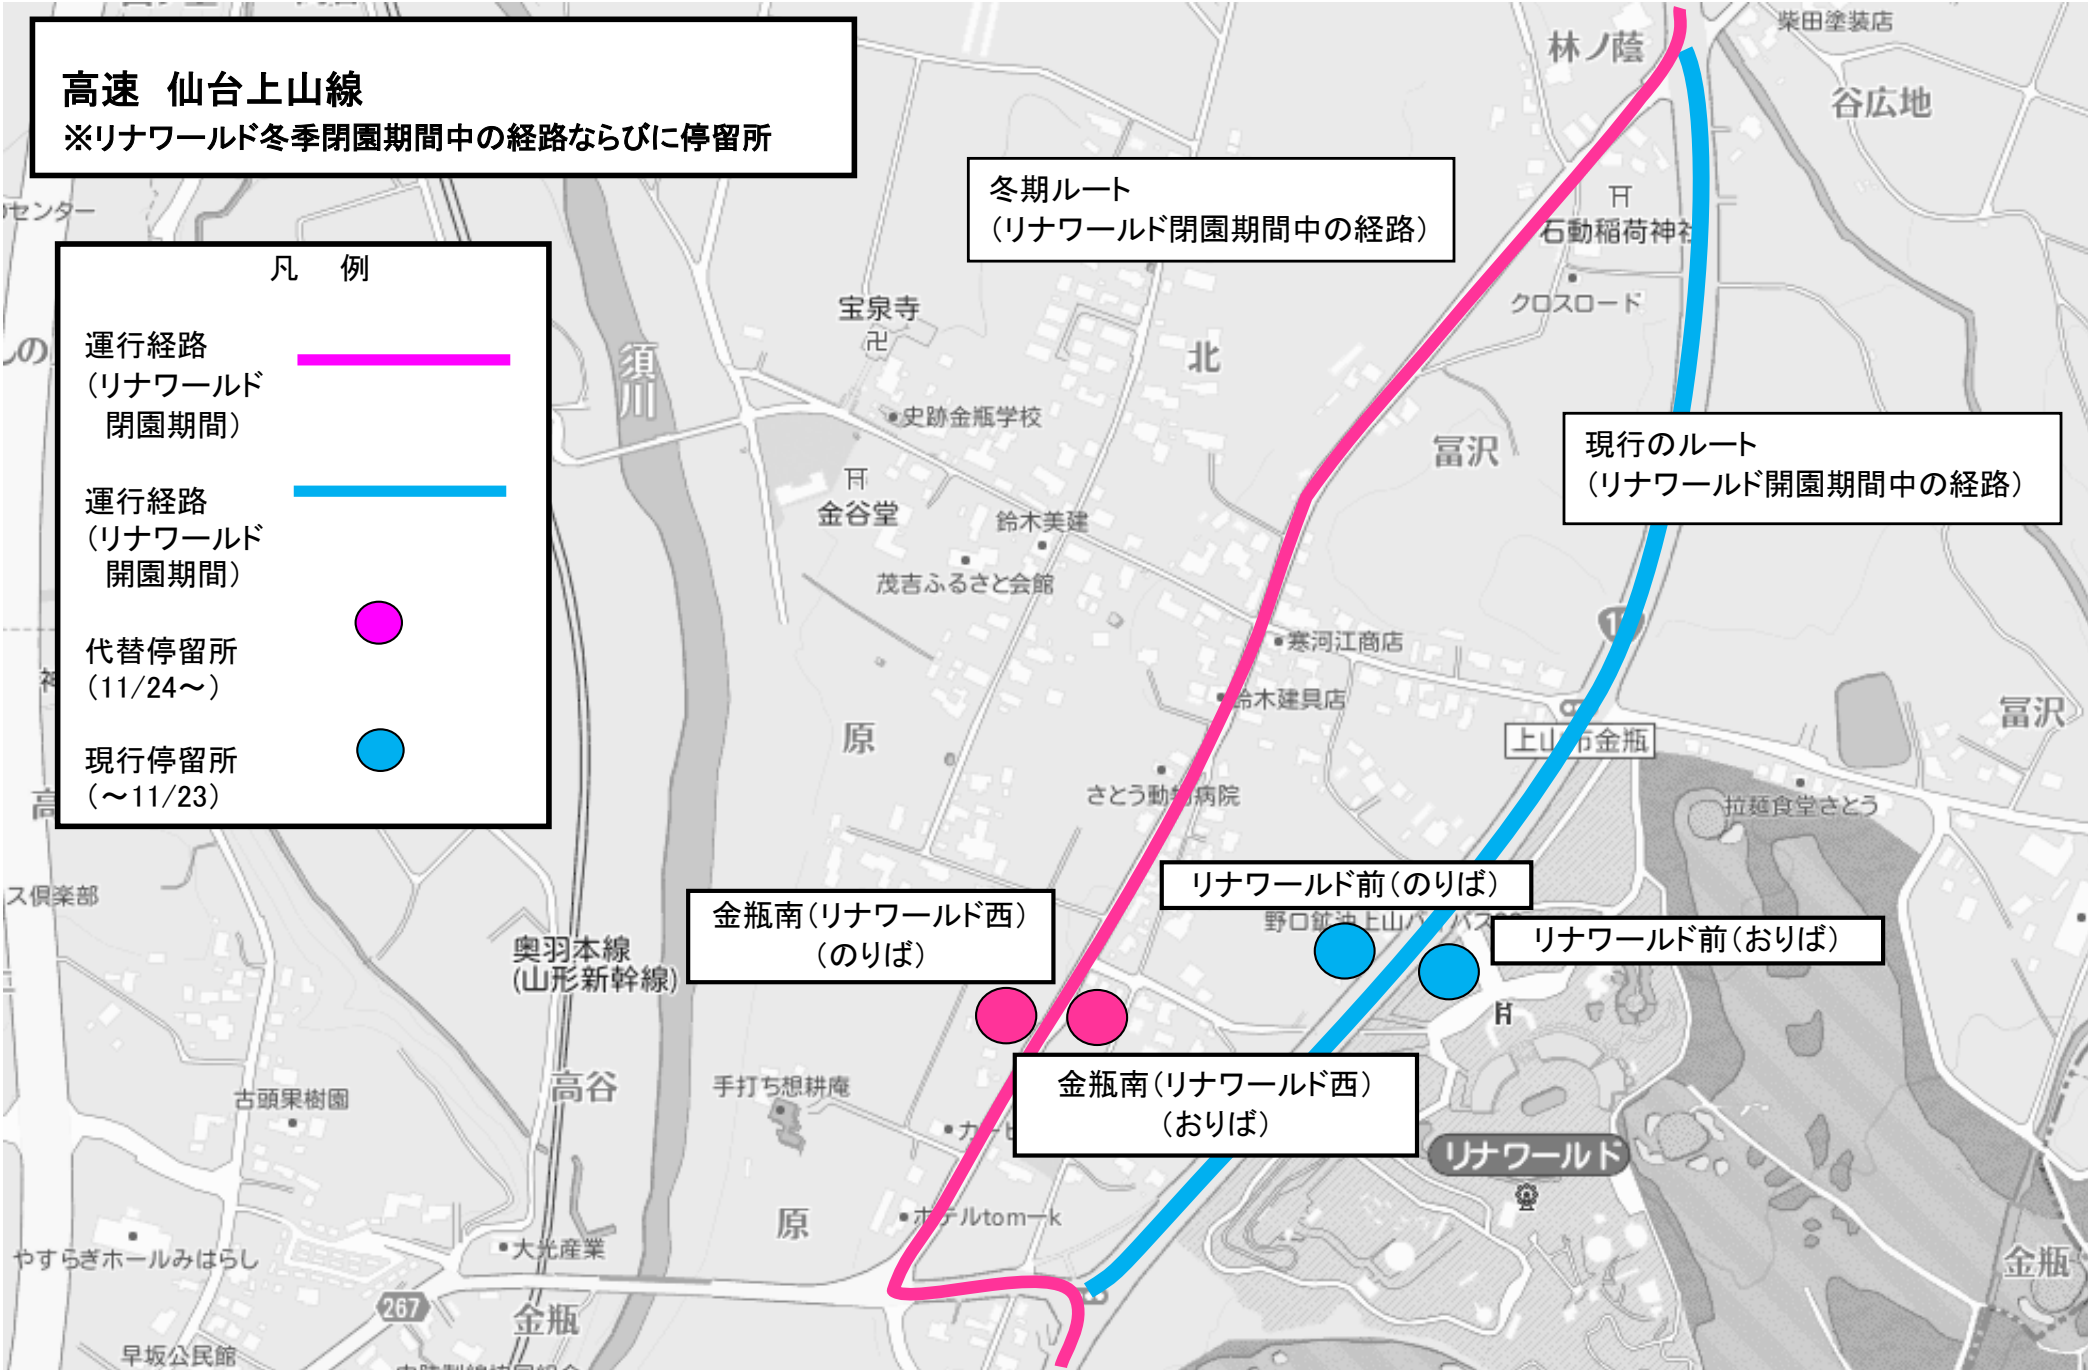 高速　仙台上山線
※リナワールド冬季閉園期間中の経路ならびに停留所
凡　例
運行経路
（リナワールド
閉園期間）
運行経路
（リナワールド
開園期間）
代替停留所
（11/24～）
現行停留所
（～11/23）
冬期ルート
（リナワールド閉園期間中の経路）
現行のルート
（リナワールド開園期間中の経路）
リナワールド前（のりば）
リナワールド前（おりば）
金瓶南（リナワールド西）
（のりば）
金瓶南（リナワールド西）
（おりば）
柴田塗装店
林ノ蔭
谷広地
石動稲荷神社
クロスロード
宝泉寺
須川
北
史跡金瓶学校
冨沢
金谷堂
鈴木美建
茂吉ふるさと会館
寒河江商店
鈴木建具店
原
上山市金瓶
冨沢
さとう動物病院
拉麺食堂さとう
ス倶楽部
奥羽本線
(山形新幹線)
高谷
手打ち想耕庵
古頭果樹園
リナワールド
原
ホテルtom-k
やすらぎホールみはらし
大光産業
267
金瓶
金瓶
早坂公民館